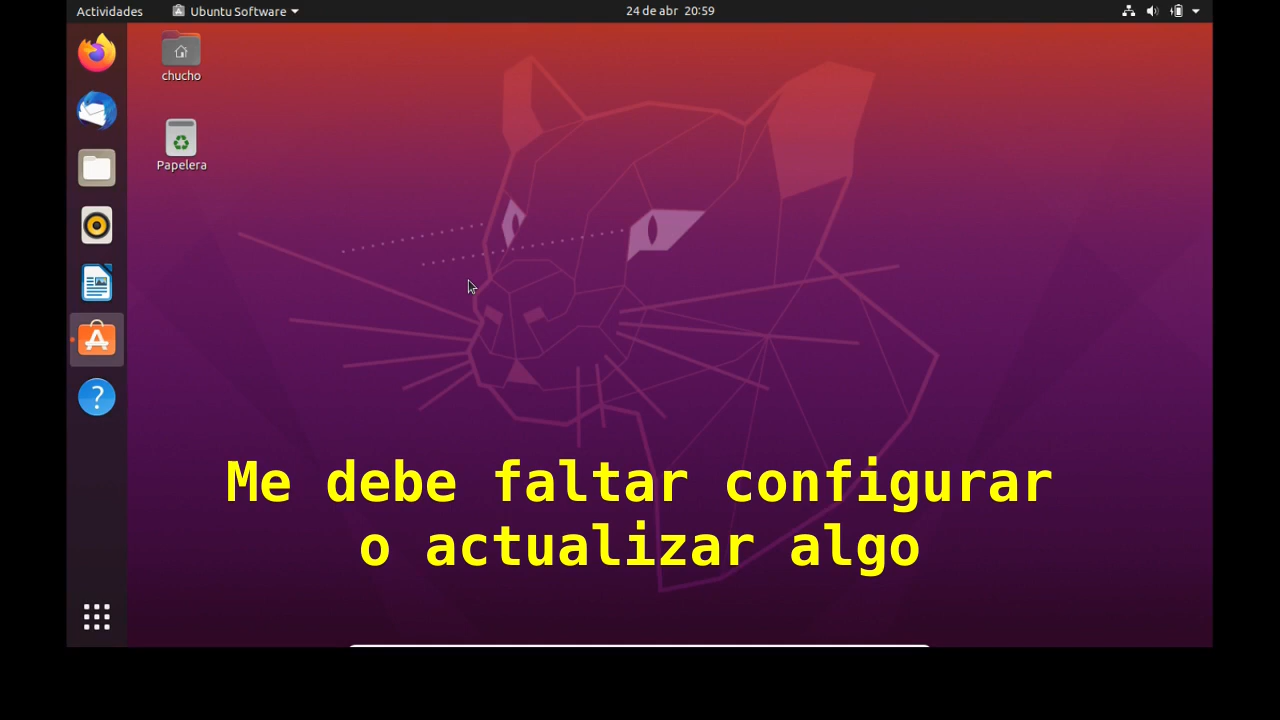 Actividades
Ubuntu Software
24 de abr 20:59
chucho
Papelera
?
Me debe faltar configurar
o actualizar algo